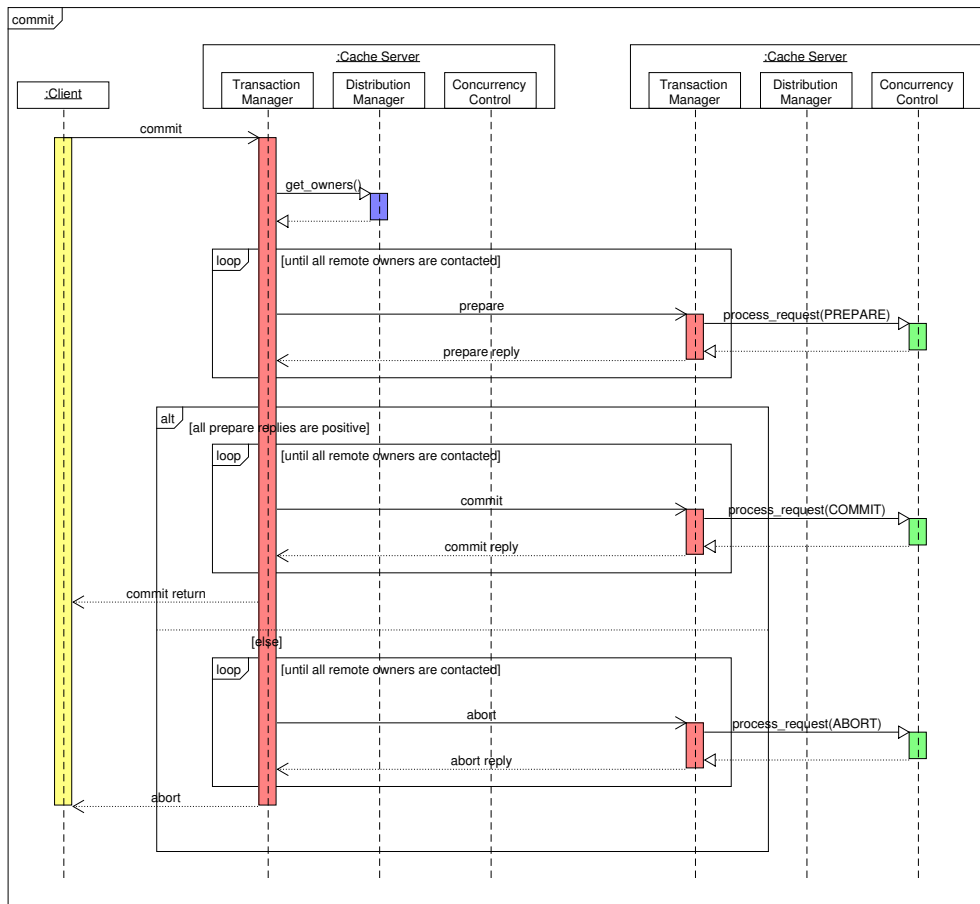 commit
:Cache Server
:Cache Server
:Client
Transaction
Manager
Distribution
Manager
Concurrency
Control
Transaction
Manager
Distribution
Manager
Concurrency
Control
commit
get_owners()
loop
[until all remote owners are contacted]
prepare
process_request(PREPARE)
prepare reply
alt
[all prepare replies are positive]
loop
[until all remote owners are contacted]
commit
process_request(COMMIT)
commit reply
commit return
[else]
loop
[until all remote owners are contacted]
abort
process_request(ABORT)
abort reply
abort